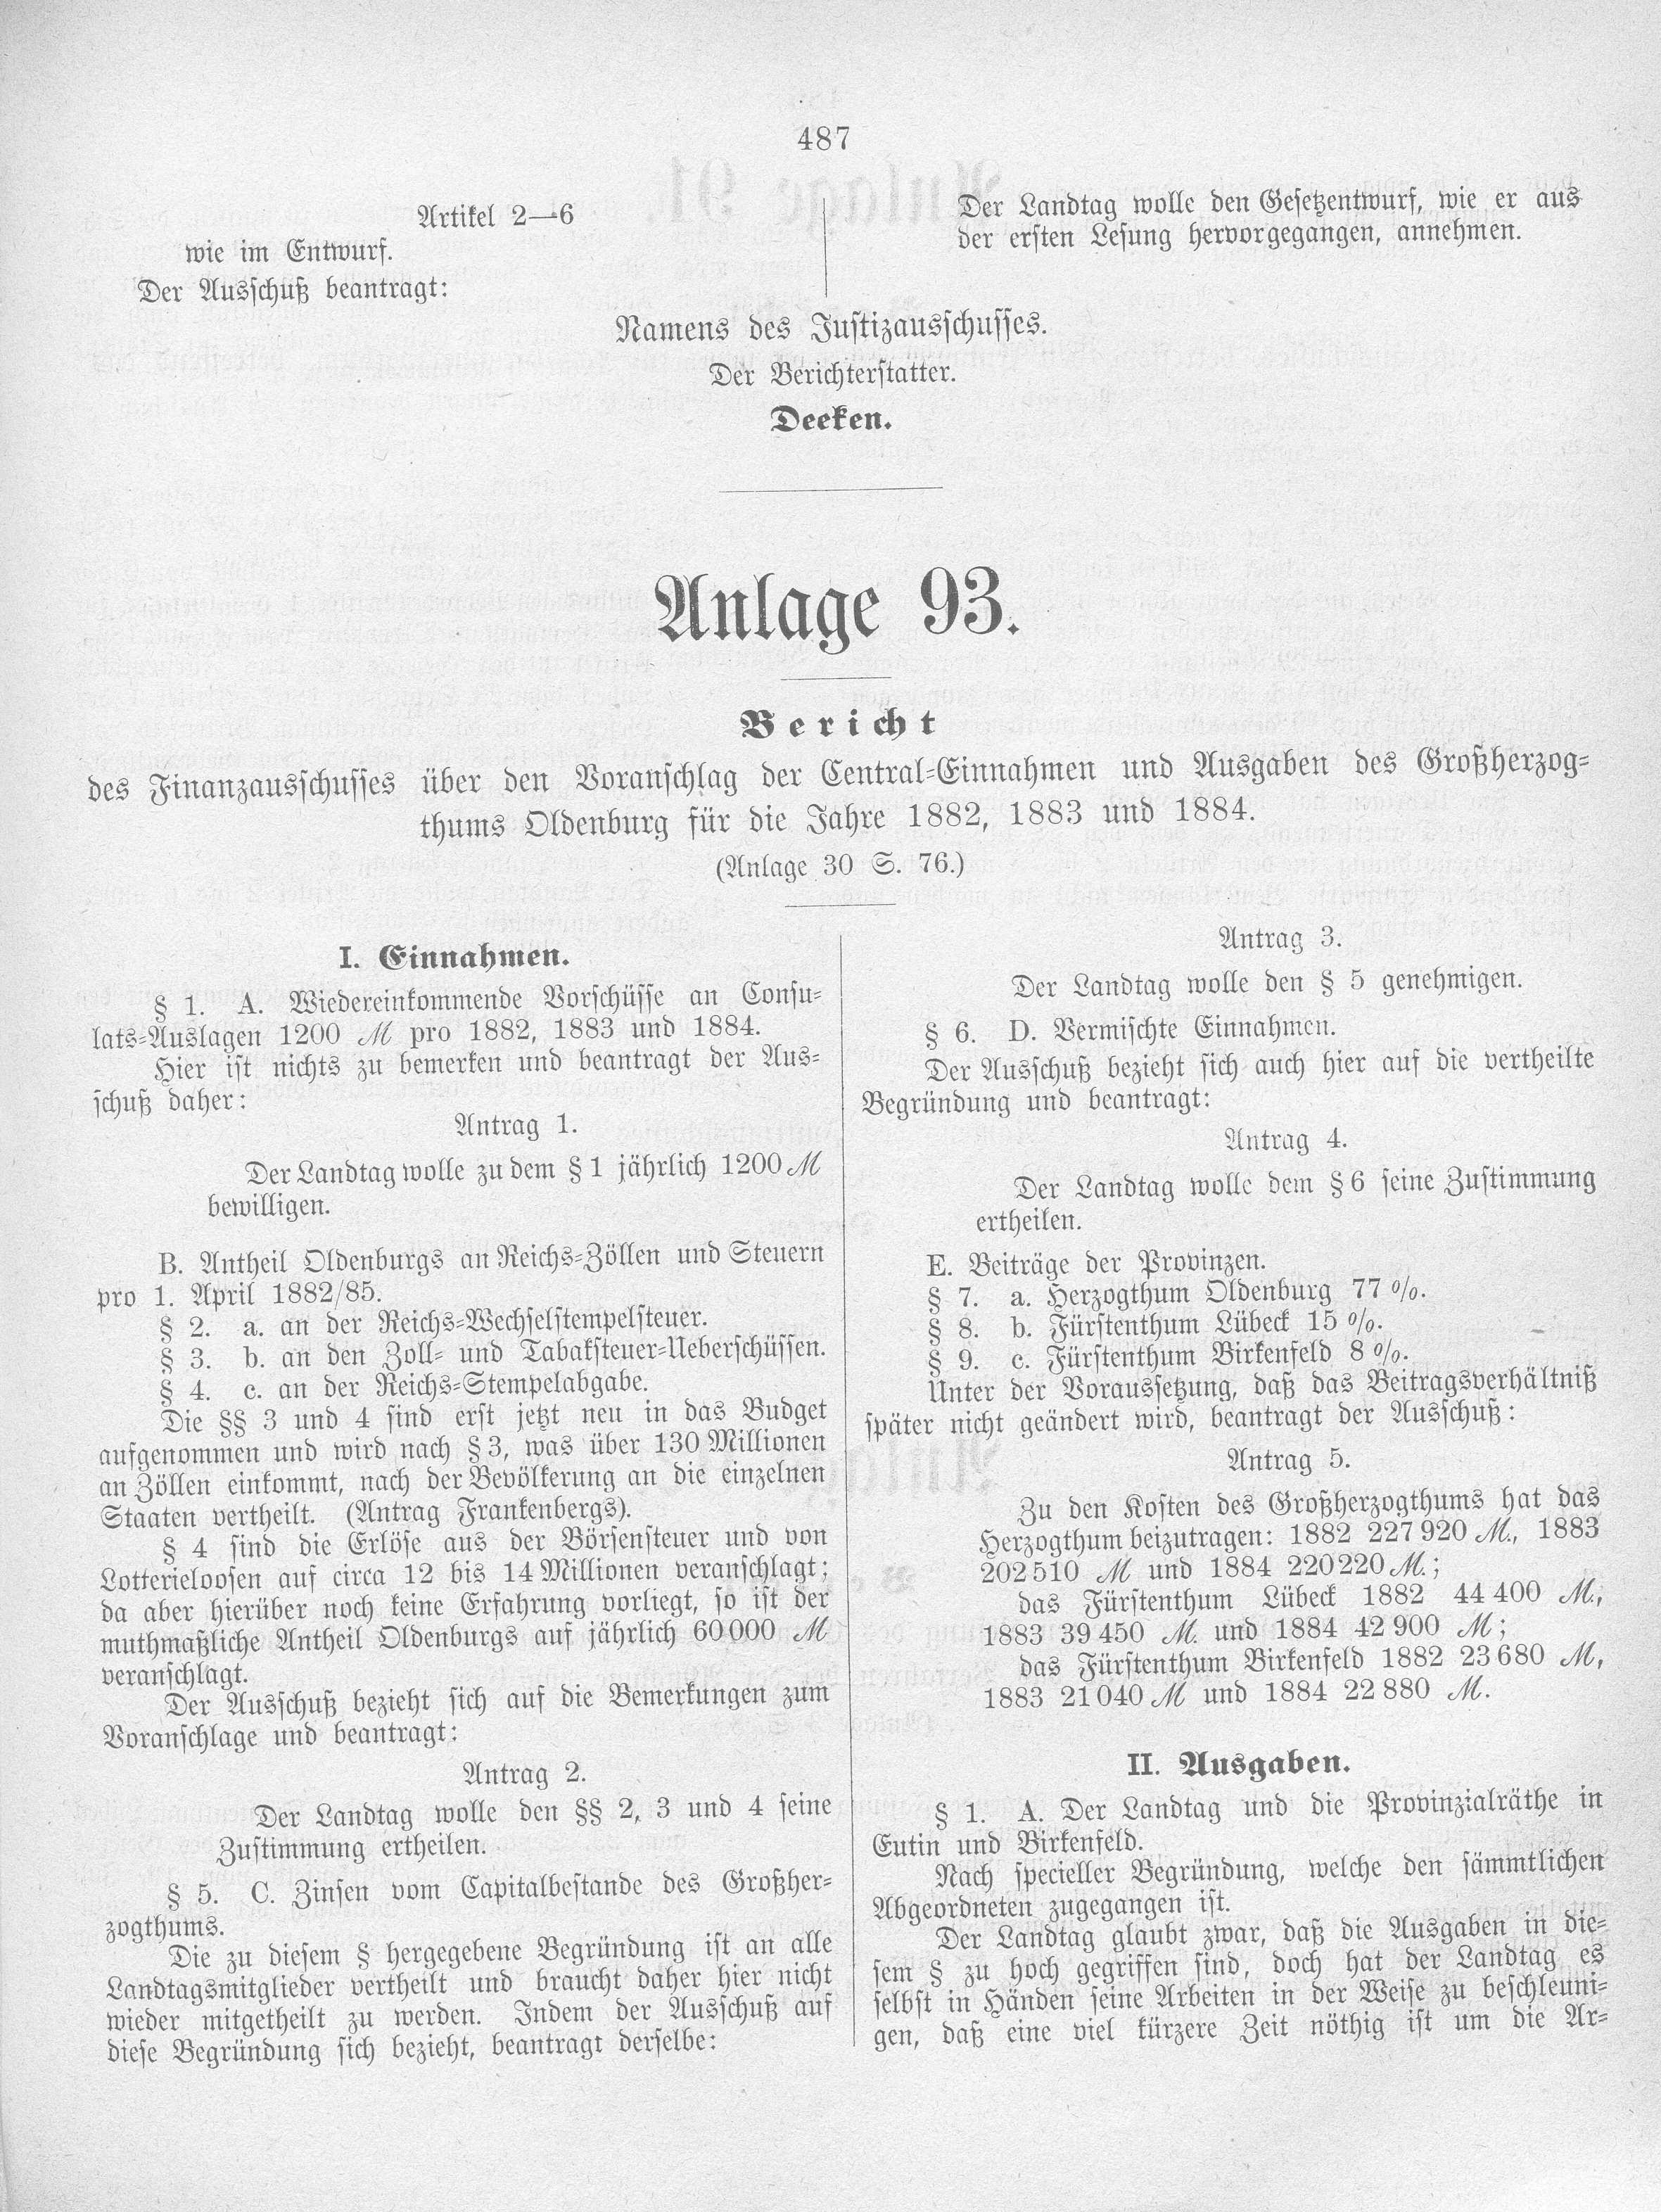 487
Artikel 2—6
wie im Entwurf.
Der Ausschuß beantragt:
Der Landtag wolle den Gesetzentwurf, wie er aus
der ersten Lesung hervorgegangen, annehmen.
Namens des Justizausschusses.
Der Berichterstatter.
Deeken.
Anlage 93.
Bericht
des Finanzausschusses über den Voranschlag der Central-Einnahmen und Ausgaben des Großherzog-
thums Oldenburg für die Jahre 1882, 1883 und 1884.
(Anlage 30 S. 76.)
I. Einnahmen.
§ 1. A. Wiedereinkommende Vorschüsse an Consu-
lats-Auslagen 1200 ℳ pro 1882, 1883 und 1884.
Hier ist nichts zu bemerken und beantragt der Aus-
schuß daher:
Antrag 1.
Der Landtag wolle zu dem § 1 jährlich 1200 ℳ
bewilligen.
B. Antheil Oldenburgs an Reichs-Zöllen und Steuern
pro 1. April 1882/85.
§ 2. a. an der Reichs-Wechselstempelsteuer.
§ 3. b. an den Zoll- und Tabaksteuer-Ueberschüssen.
§ 4. c. an der Reichs-Stempelabgabe.
Die §§ 3 und 4 sind erst jetzt neu in das Budget
aufgenommen und wird nach § 3, was über 130 Millionen
an Zöllen einkommt, nach der Bevölkerung an die einzelnen
Staaten vertheilt. (Antrag Frankenbergs).
§ 4 sind die Erlöse aus der Börsensteuer und von
Lotterieloosen auf circa 12 bis 14 Millionen veranschlagt;
da aber hierüber noch keine Erfahrung vorliegt, so ist der
muthmaßliche Antheil Oldenburgs auf jährlich 60 000 ℳ
veranschlagt.
Der Ausschuß bezieht sich auf die Bemerkungen zum
Voranschlage und beantragt:
Antrag 2.
Der Landtag wolle den §§ 2, 3 und 4 seine
Zustimmung ertheilen.
§ 5. C. Zinsen vom Capitalbestande des Großher-
zogthums.
Die zu diesem § hergegebene Begründung ist an alle
Landtagsmitglieder vertheilt und braucht daher hier nicht
wieder mitgetheilt zu werden. Indem der Ausschuß auf
diese Begründung sich bezieht, beantragt derselbe:
Antrag 3.
Der Landtag wolle den § 5 genehmigen.
§ 6. D. Vermischte Einnahmen.
Der Ausschuß bezieht sich auch hier auf die vertheilte
Begründung und beantragt:
Antrag 4.
Der Landtag wolle dem § 6 seine Zustimmung
ertheilen.
E. Beiträge der Provinzen.
§ 7. a. Herzogthum Oldenburg 77 %.
§ 8. b. Fürstenthum Lübeck 15 %.
§ 9. c. Fürstenthum Birkenfeld 8 %.
Unter der Voraussetzung, daß das Beitragsverhältniß
später nicht geändert wird, beantragt der Ausschuß:
Antrag 5.
Zu den Kosten des Großherzogthums hat das
Herzogthum beizutragen: 1882 227 920 ℳ., 1883
202 510 ℳ und 1884 220 220 ℳ.;
das Fürstenthum Lübeck 1882 44 400 ℳ.,
1883 39 450 ℳ. und 1884 42 900 ℳ;
das Fürstenthum Birkenfeld 1882 23 680 ℳ,
1883 21 040 ℳ und 1884 22 880 ℳ.
II. Ausgaben.
§ 1. A. Der Landtag und die Provinzialräthe in
Eutin und Birkenfeld.
Nach specieller Begründung, welche den sämmtlichen
Abgeordneten zugegangen ist.
Der Landtag glaubt zwar, daß die Ausgaben in die-
sem § zu hoch gegriffen sind, doch hat der Landtag es
selbst in Händen seine Arbeiten in der Weise zu beschleuni-
gen, daß eine viel kürzere Zeit nöthig ist um die Ar-